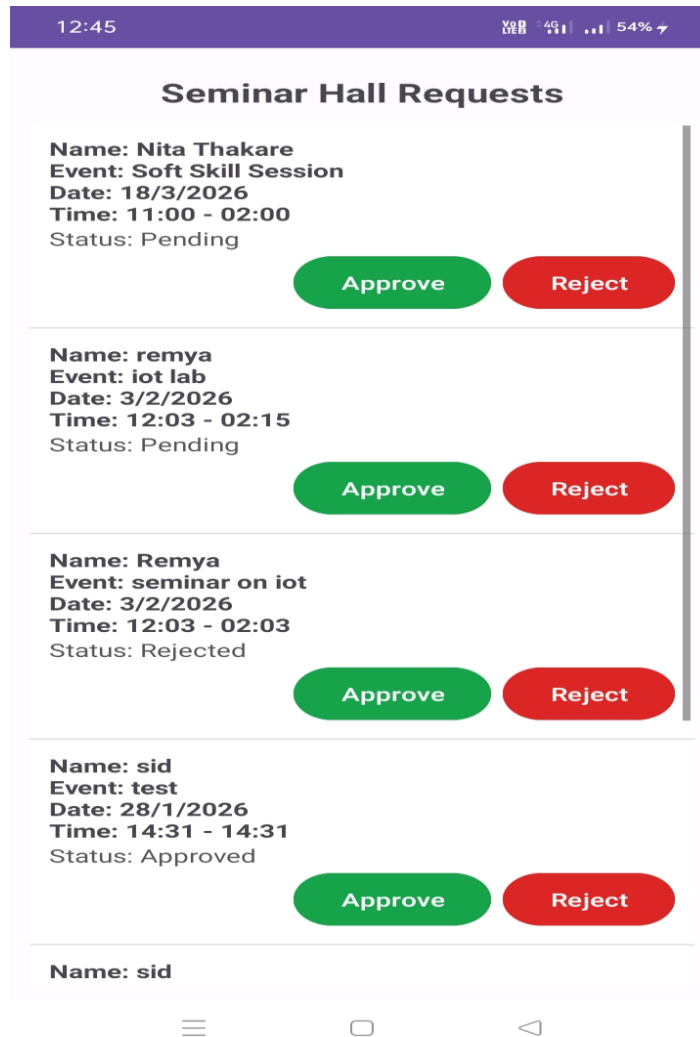 12:45
Vo LTE 4G 54%
Seminar Hall Requests
Name: Nita Thakare
Event: Soft Skill Session
Date: 18/3/2026
Time: 11:00 - 02:00
Status: Pending
Approve Reject
Name: remya
Event: iot lab
Date: 3/2/2026
Time: 12:03 - 02:15
Status: Pending
Approve Reject
Name: Remya
Event: seminar on iot
Date: 3/2/2026
Time: 12:03 - 02:03
Status: Rejected
Approve Reject
Name: sid
Event: test
Date: 28/1/2026
Time: 14:31 - 14:31
Status: Approved
Approve Reject
Name: sid